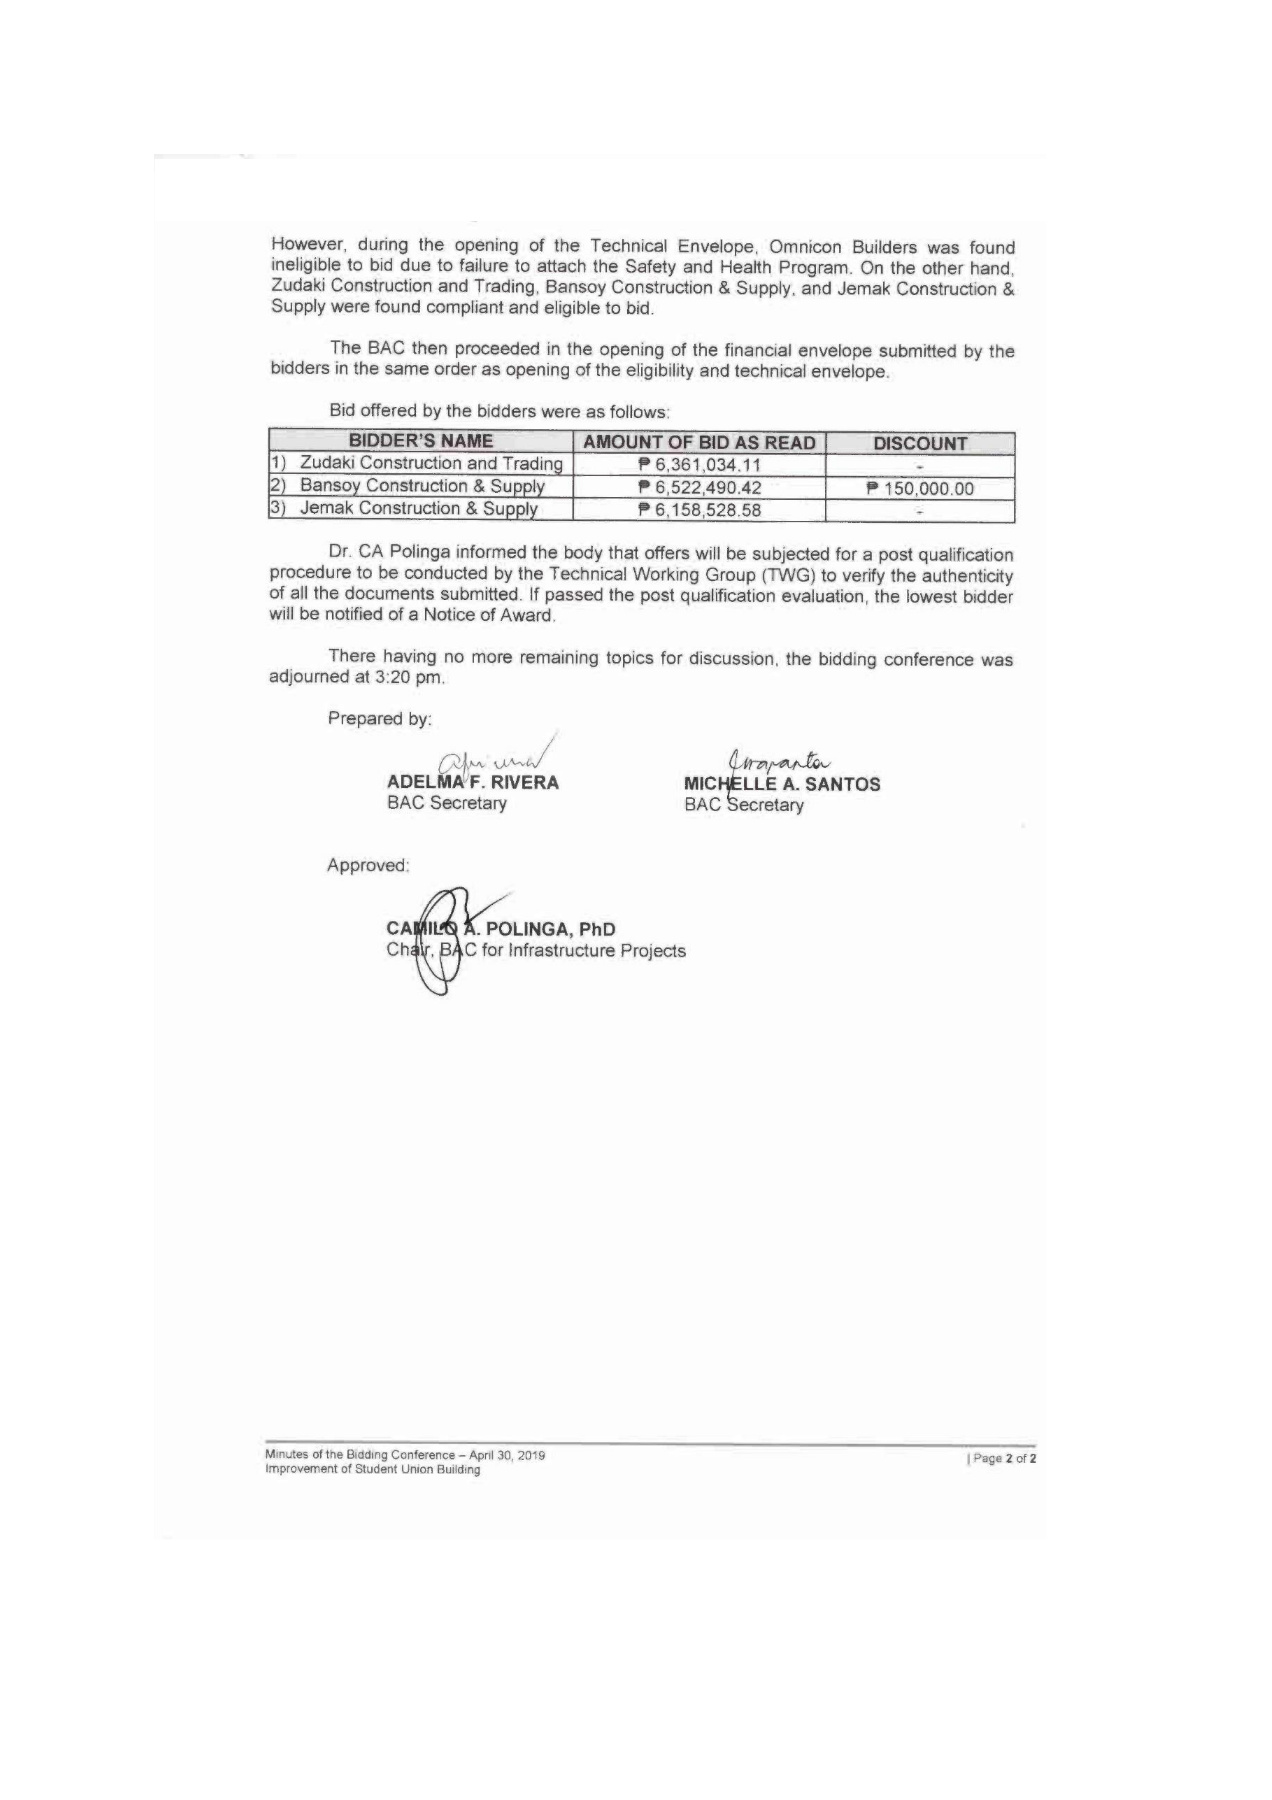 However, during the opening of the Technical Envelope, Omnicon Builders was found
ineligible to bid due to failure to attach the Safety and Health Program. On the other hand,
Zudaki Construction and Trading, Bansoy Construction & Supply, and Jemak Construction &
Supply were found compliant and eligible to bid.
The BAC then proceeded in the opening of the financial envelope submitted by the
bidders in the same order as opening of the eligibility and technical envelope.
Bid offered by the bidders were as follows:
BIDDER'S NAME AMOUNT OF BID AS READ DISCOUNT
1) Zudaki Construction and Trading ₱ 6,361,034.11 -
2) Bansoy Construction & Supply ₱ 6,522,490.42 ₱ 150,000.00
3) Jemak Construction & Supply ₱ 6,158,528.58 -
Dr. CA Polinga informed the body that offers will be subjected for a post qualification
procedure to be conducted by the Technical Working Group (TWG) to verify the authenticity
of all the documents submitted. If passed the post qualification evaluation, the lowest bidder
will be notified of a Notice of Award.
There having no more remaining topics for discussion, the bidding conference was
adjourned at 3:20 pm.
Prepared by:
ADELMA F. RIVERA MICHELLE A. SANTOS
BAC Secretary BAC Secretary
Approved:
CAMILO A. POLINGA, PhD
Chair, BAC for Infrastructure Projects
Minutes of the Bidding Conference – April 30, 2019
Improvement of Student Union Building
| Page 2 of 2